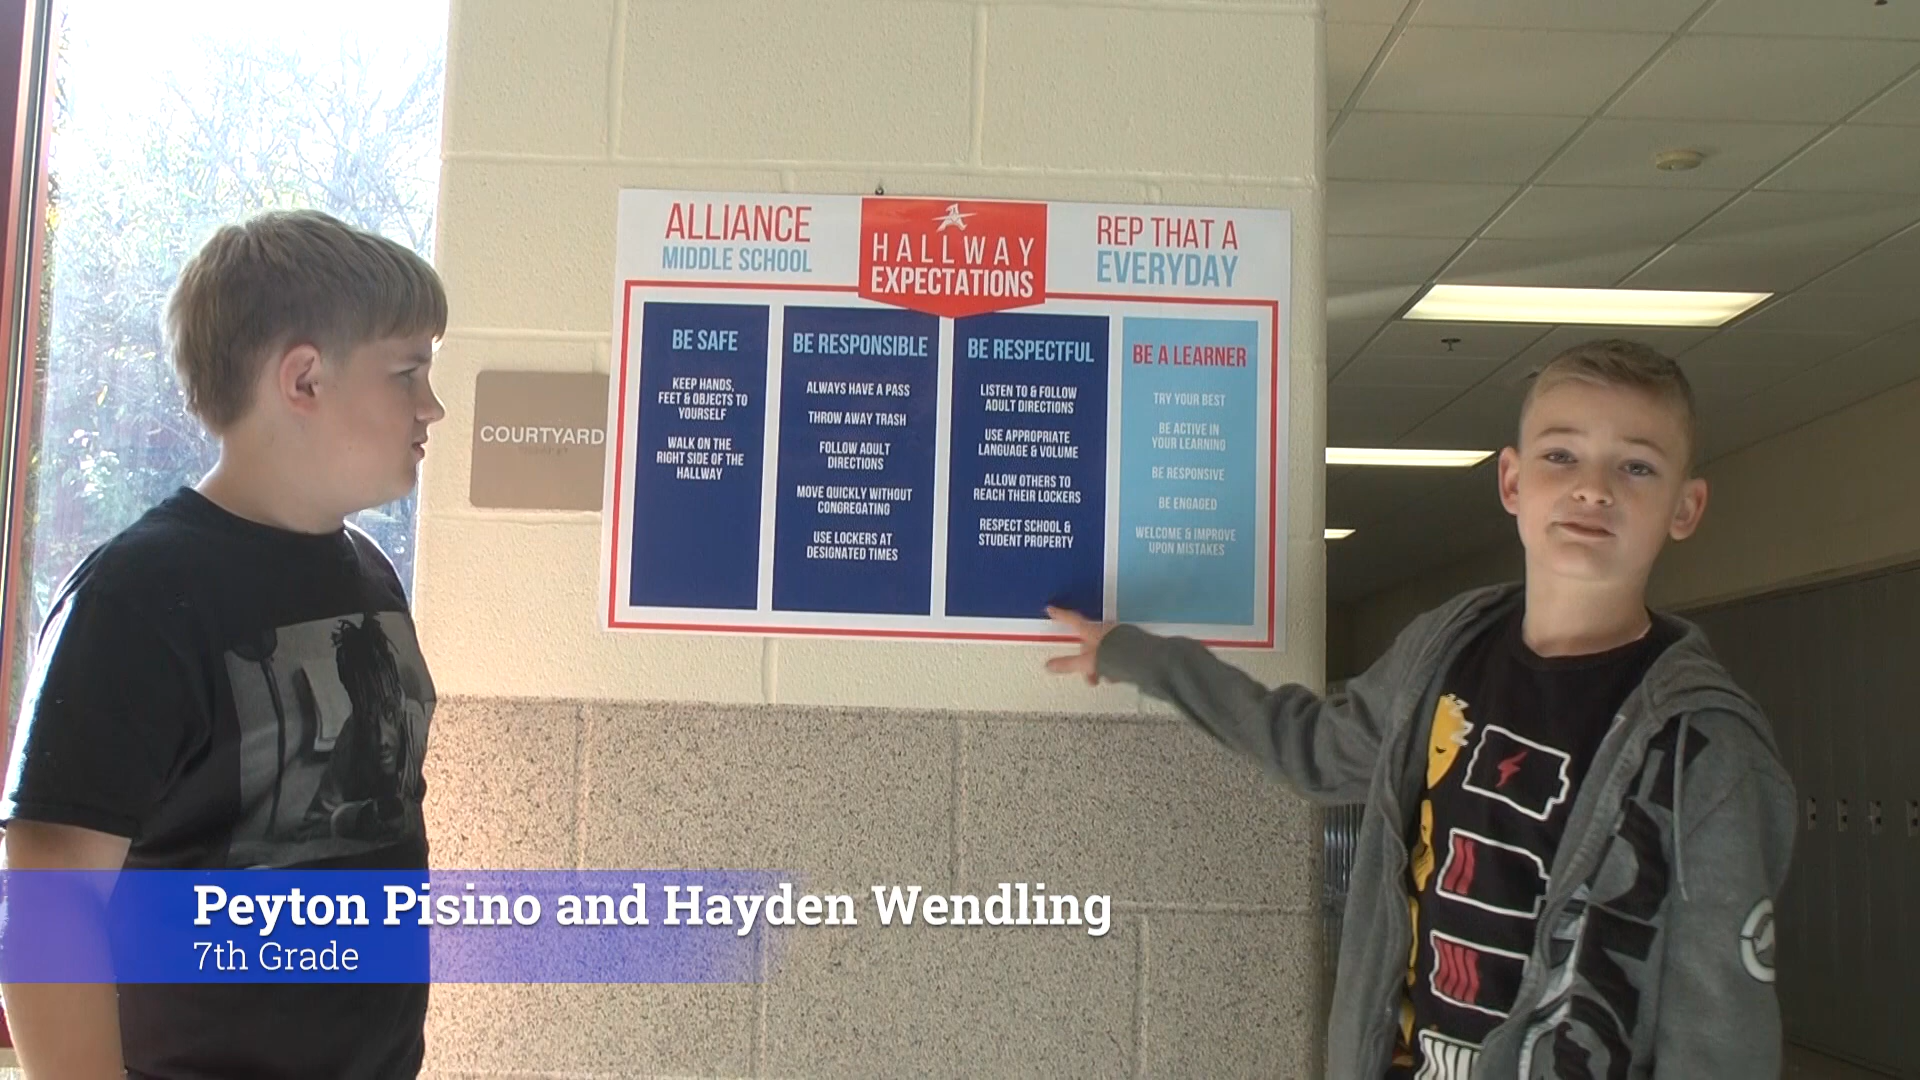 ALLIANCE
MIDDLE SCHOOL
HALLWAY
EXPECTATIONS
REP THAT A
EVERYDAY
BE SAFE
KEEP HANDS,
FEET & OBJECTS TO
YOURSELF
WALK ON THE
RIGHT SIDE OF THE
HALLWAY
BE RESPONSIBLE
ALWAYS HAVE A PASS
THROW AWAY TRASH
FOLLOW ADULT
DIRECTIONS
MOVE QUICKLY WITHOUT
CONGREGATING
USE LOCKERS AT
DESIGNATED TIMES
BE RESPECTFUL
LISTEN TO & FOLLOW
ADULT DIRECTIONS
USE APPROPRIATE
LANGUAGE & VOLUME
ALLOW OTHERS TO
REACH THEIR LOCKERS
RESPECT SCHOOL &
STUDENT PROPERTY
BE A LEARNER
TRY YOUR BEST
BE ACTIVE IN
YOUR LEARNING
BE RESPONSIVE
BE ENGAGED
WELCOME & IMPROVE
UPON MISTAKES
COURTYARD
Peyton Pisino and Hayden Wendling
7th Grade